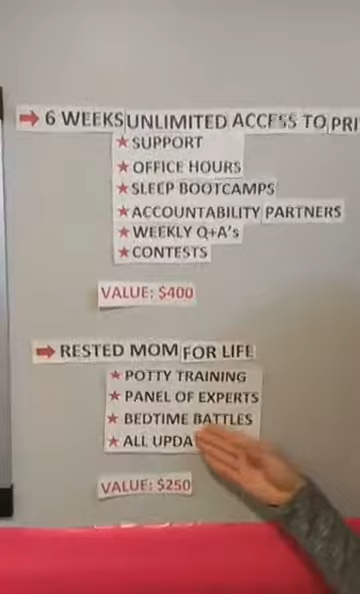 6 WEEKS UNLIMITED ACCESS TO
★ SUPPORT
★ OFFICE HOURS
★ SLEEP BOOTCAMPS
★ ACCOUNTABILITY PARTNERS
★ WEEKLY Q+A's
★ CONTESTS
VALUE: $400
RESTED MOM FOR LIFE
★ POTTY TRAINING
★ PANEL OF EXPERTS
★ BEDTIME BATTLES
★ ALL
VALUE: $250